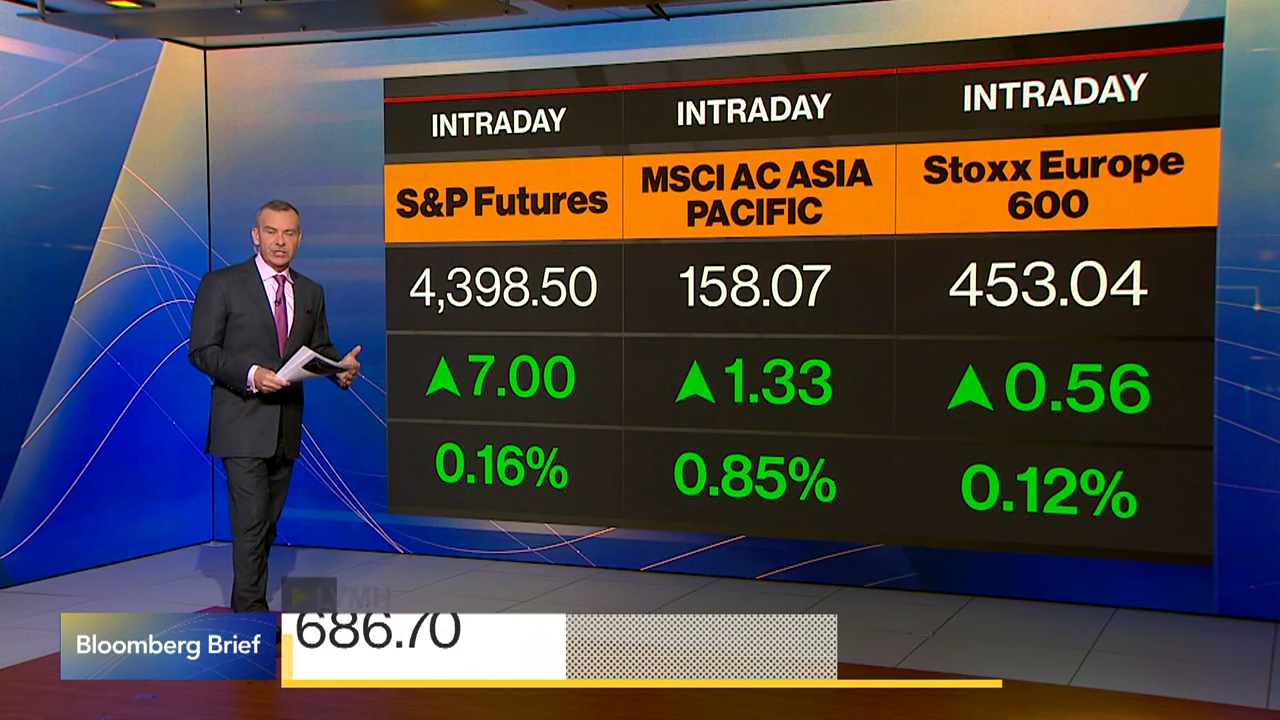 INTRADAY
INTRADAY
INTRADAY
S&P Futures
MSCI AC ASIA
PACIFIC
Stoxx Europe
600
4,398.50
158.07
453.04
▲7.00
▲1.33
▲0.56
0.16%
0.85%
0.12%
LVMH
686.70
Bloomberg Brief